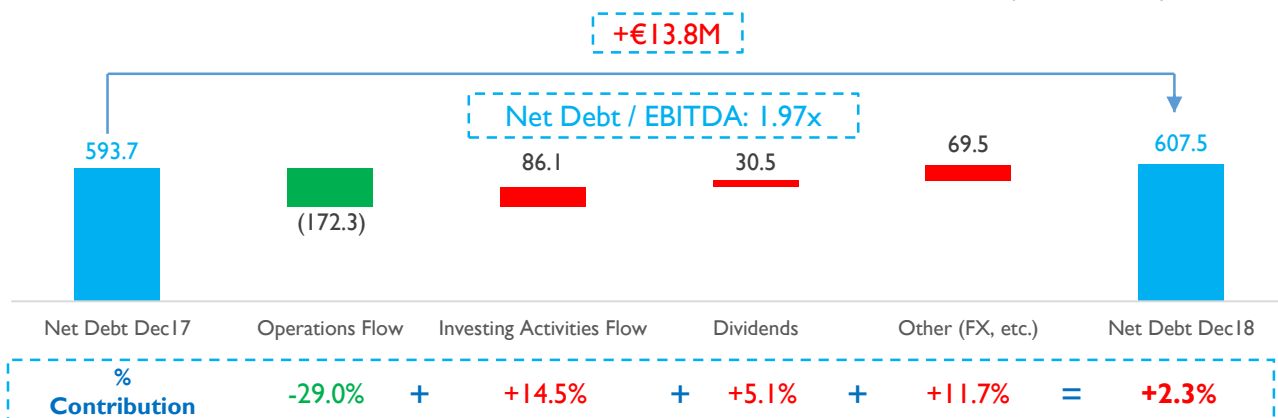 +€13.8M
Net Debt / EBITDA: 1.97x
593.7
(172.3)
86.1
30.5
69.5
607.5
Net Debt Dec17 Operations Flow Investing Activities Flow Dividends Other (FX, etc.) Net Debt Dec18
%
Contribution -29.0% + +14.5% + +5.1% + +11.7% = +2.3%